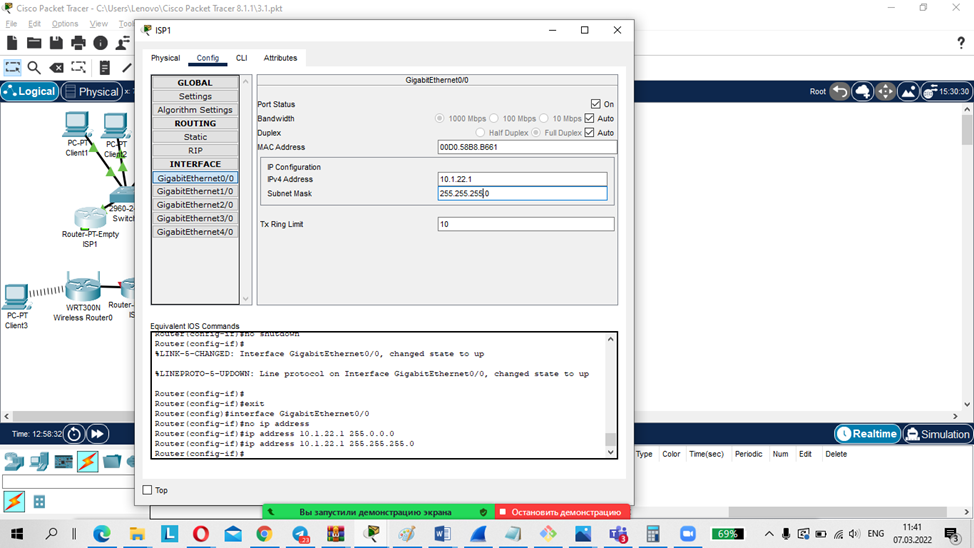 Cisco Packet Tracer - C:\Users\Lenovo\Cisco Packet Tracer 8.1.1\3.1.pkt
File Edit Options View Tools
ISP1
Physical Config CLI Attributes
Logical Physical
Root 15:30:30
GLOBAL
Settings
Algorithm Settings
ROUTING
Static
RIP
INTERFACE
GigabitEthernet0/0
GigabitEthernet1/0
GigabitEthernet2/0
GigabitEthernet3/0
GigabitEthernet4/0
GigabitEthernet0/0
Port Status On
Bandwidth 1000 Mbps 100 Mbps 10 Mbps Auto
Duplex Half Duplex Full Duplex Auto
MAC Address 00D0.58B8.B661
IP Configuration
IPv4 Address 10.1.22.1
Subnet Mask 255.255.255.0
Tx Ring Limit 10
PC-PT
Client1
PC-PT
Client2
2960-24
Switch
Router-PT-Empty
ISP1
PC-PT
Client3
WRT300N
Wireless Router0
Router-
Equivalent IOS Commands
Router(config-if)#no shutdown
Router(config-if)#
%LINK-5-CHANGED: Interface GigabitEthernet0/0, changed state to up
%LINEPROTO-5-UPDOWN: Line protocol on Interface GigabitEthernet0/0, changed state to up
Router(config-if)#
Router(config-if)#exit
Router(config)#interface GigabitEthernet0/0
Router(config-if)#no ip address
Router(config-if)#ip address 10.1.22.1 255.0.0.0
Router(config-if)#ip address 10.1.22.1 255.255.255.0
Router(config-if)#
Top
Time: 12:58:32
Realtime Simulation
Type Color Time(sec) Periodic Num Edit Delete
Вы запустили демонстрацию экрана
Остановить демонстрацию
69%
ENG
11:41
07.03.2022